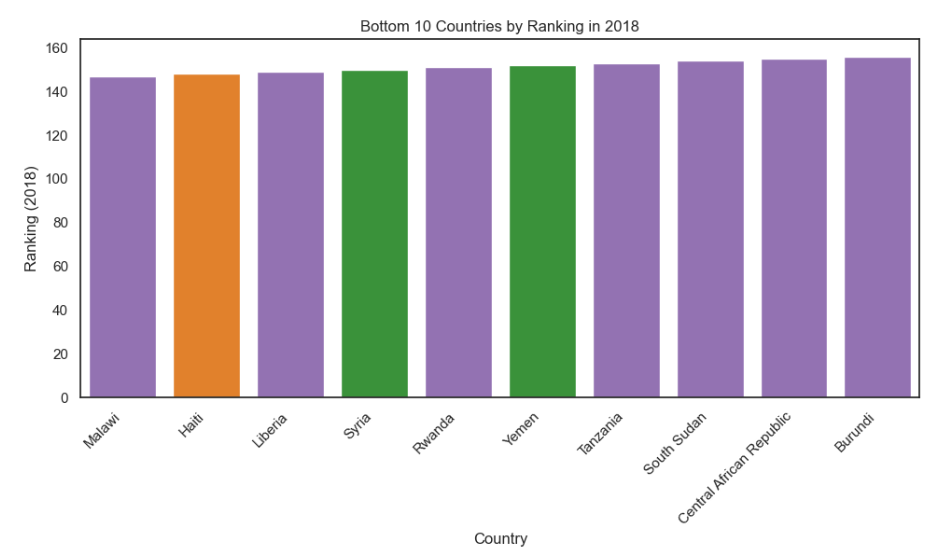 Bottom 10 Countries by Ranking in 2018
Ranking (2018)
160
140
120
100
80
60
40
20
0
Malawi
Haiti
Liberia
Syria
Rwanda
Yemen
Tanzania
South Sudan
Central African Republic
Burundi
Country